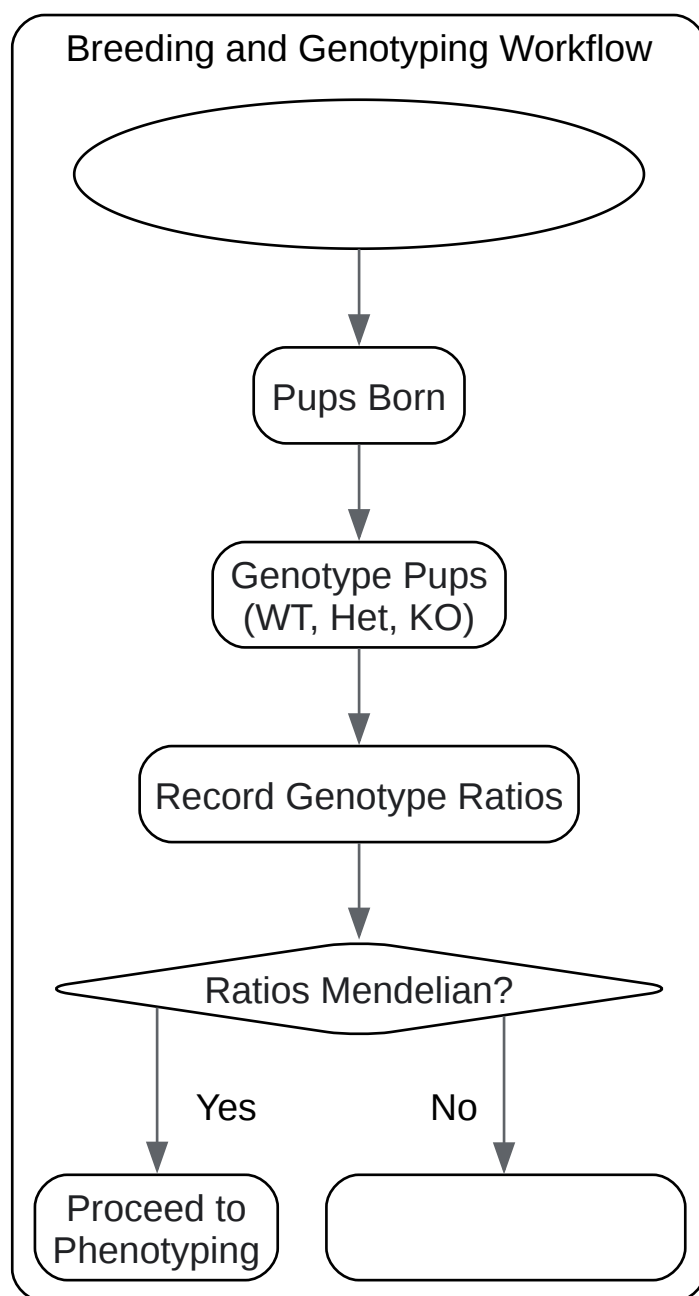 Breeding and Genotyping Workflow
Pups Born
Genotype Pups
(WT, Het, KO)
Record Genotype Ratios
Ratios Mendelian?
Yes
No
Proceed to
Phenotyping